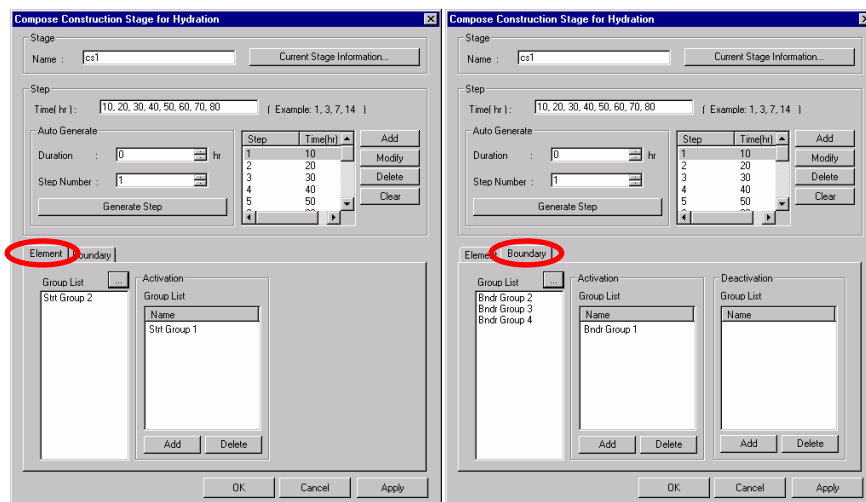 Compose Construction Stage for Hydration
Stage
Name : cs1 Current Stage Information...
Step
Time( hr ) : 10, 20, 30, 40, 50, 60, 70, 80 ( Example: 1, 3, 7, 14 )
Auto Generate
Duration : 0 hr
Step Number : 1
Generate Step
Step Time(hr)
1 10
2 20
3 30
4 40
5 50
Add
Modify
Delete
Clear
Element Boundary
Group List ...
Strt Group 2
Activation
Group List
Name
Strt Group 1
Add Delete
OK Cancel Apply
Compose Construction Stage for Hydration
Stage
Name : cs1 Current Stage Information...
Step
Time( hr ) : 10, 20, 30, 40, 50, 60, 70, 80 ( Example: 1, 3, 7, 14 )
Auto Generate
Duration : 0 hr
Step Number : 1
Generate Step
Step Time(hr)
1 10
2 20
3 30
4 40
5 50
Add
Modify
Delete
Clear
Element Boundary
Group List ...
Bndr Group 2
Bndr Group 3
Bndr Group 4
Activation
Group List
Name
Bndr Group 1
Add Delete
Deactivation
Group List
Name
Add Delete
OK Cancel Apply